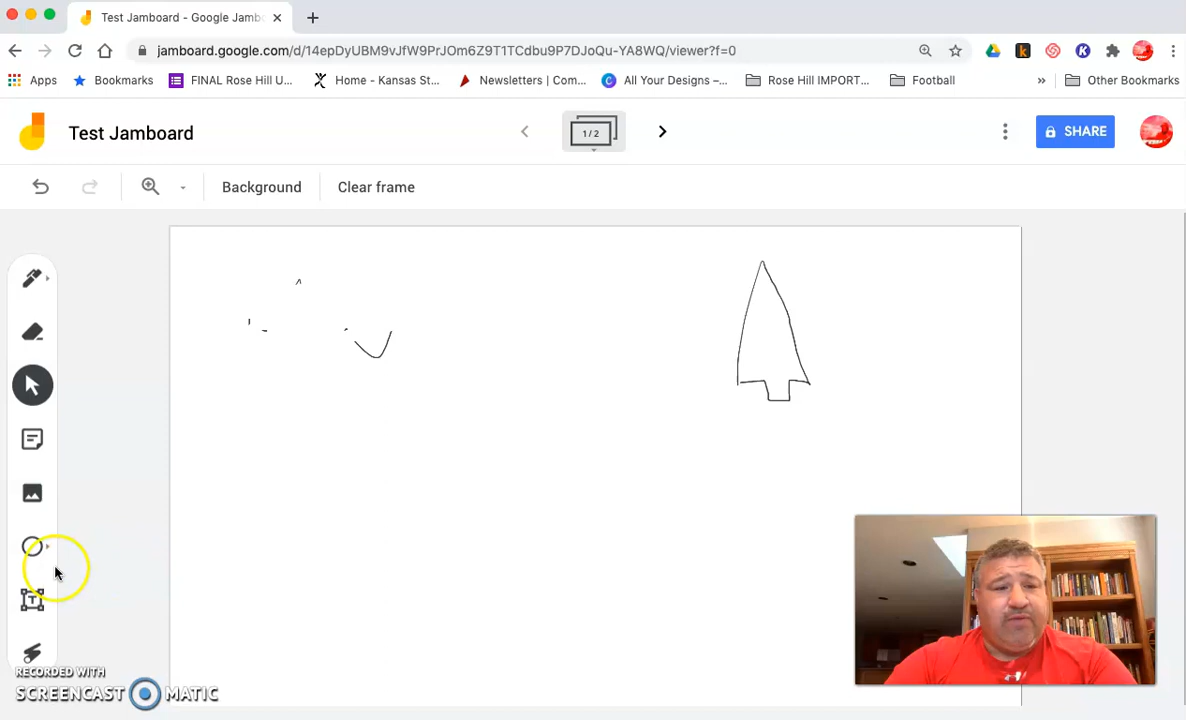 Test Jamboard - Google Jambo
jamboard.google.com/d/14epDyUBM9vJfW9PrJOm6Z9T1TCdbu9P7DJoQu-YA8WQ/viewer?f=0
Apps Bookmarks FINAL Rose Hill U... Home - Kansas St... Newsletters | Com... All Your Designs –... Rose Hill IMPORT... Football » Other Bookmarks
Test Jamboard 1 / 2 SHARE
Background Clear frame
RECORDED WITH
SCREENCAST MATIC